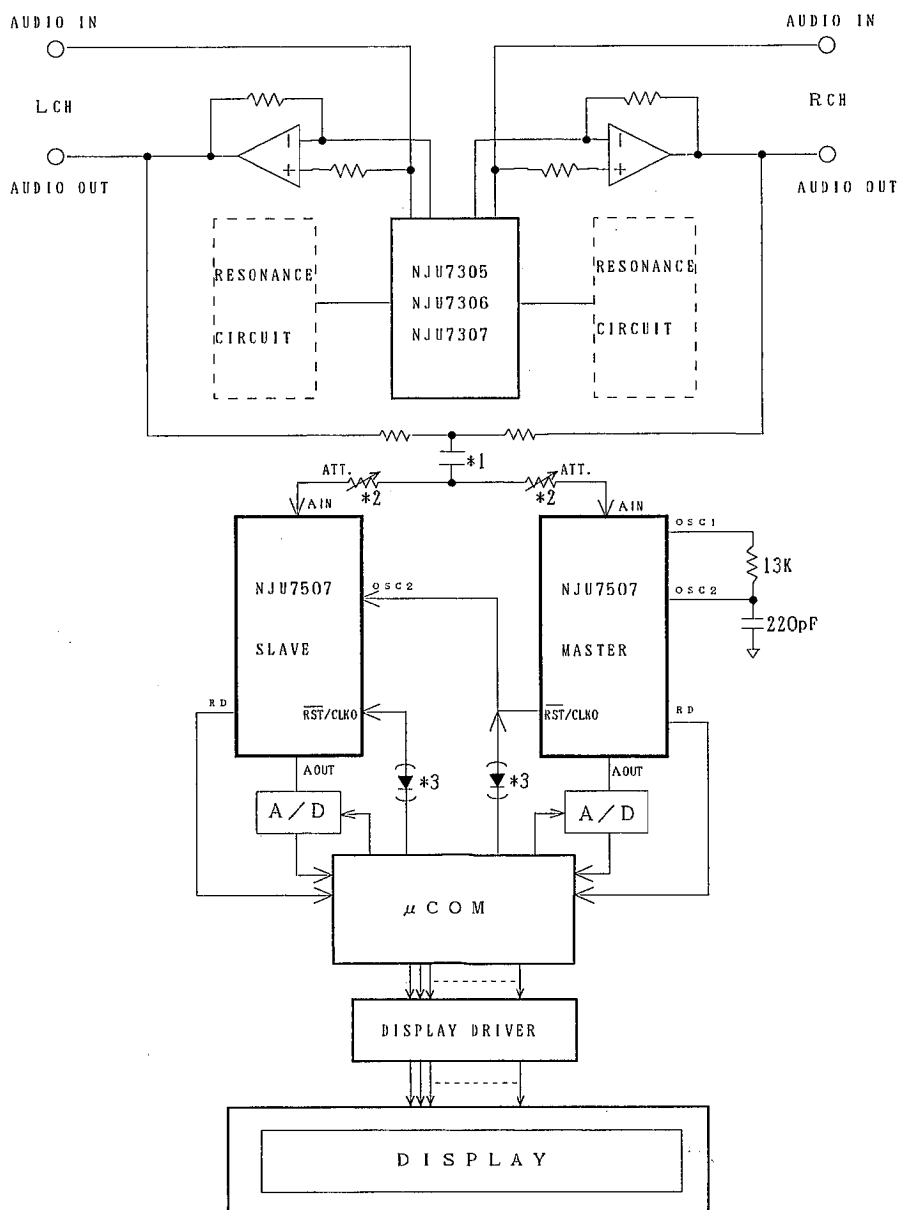 AUDIO IN
AUDIO IN
L CH
R CH
AUDIO OUT
AUDIO OUT
RESONANCE
CIRCUIT
NJU7305
NJU7306
NJU7307
RESONANCE
CIRCUIT
*1
ATT.
*2
ATT.
*2
AIN
AIN
NJU7507
SLAVE
OSC2
RST/CLKO
RD
AOUT
NJU7507
MASTER
OSC1
OSC2
13K
220pF
RST/CLKO
RD
AOUT
*3
*3
A/D
A/D
μCOM
DISPLAY DRIVER
DISPLAY